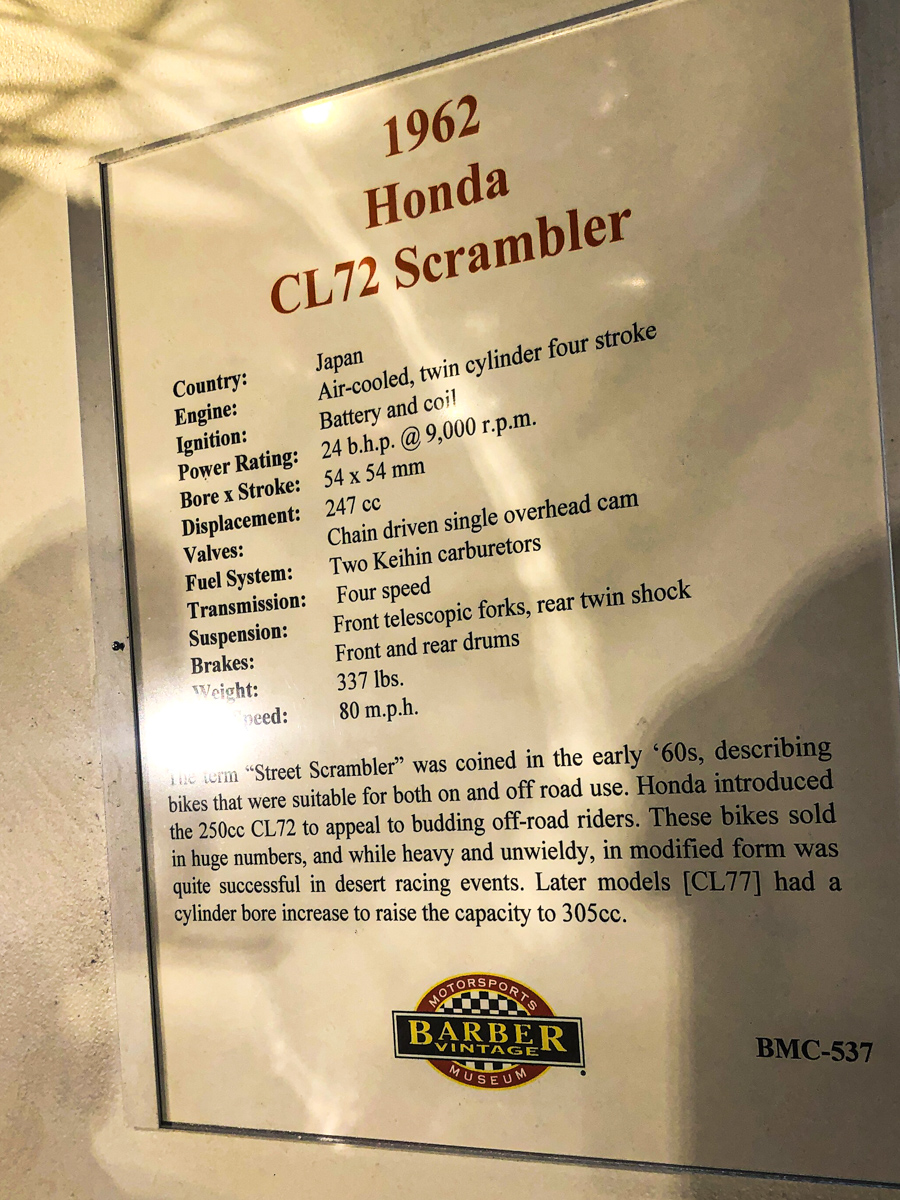 1962
Honda
CL72 Scrambler
Country: Japan
Engine: Air-cooled, twin cylinder four stroke
Ignition: Battery and coil
Power Rating: 24 b.h.p. @ 9,000 r.p.m.
Bore x Stroke: 54 x 54 mm
Displacement: 247 cc
Valves: Chain driven single overhead cam
Fuel System: Two Keihin carburetors
Transmission: Four speed
Suspension: Front telescopic forks, rear twin shock
Brakes: Front and rear drums
Weight: 337 lbs.
peed: 80 m.p.h.
The term “Street Scrambler” was coined in the early ‘60s, describing
bikes that were suitable for both on and off road use. Honda introduced
the 250cc CL72 to appeal to budding off-road riders. These bikes sold
in huge numbers, and while heavy and unwieldy, in modified form was
quite successful in desert racing events. Later models [CL77] had a
cylinder bore increase to raise the capacity to 305cc.
MOTORSPORTS
BARBER
VINTAGE
MUSEUM
BMC-537